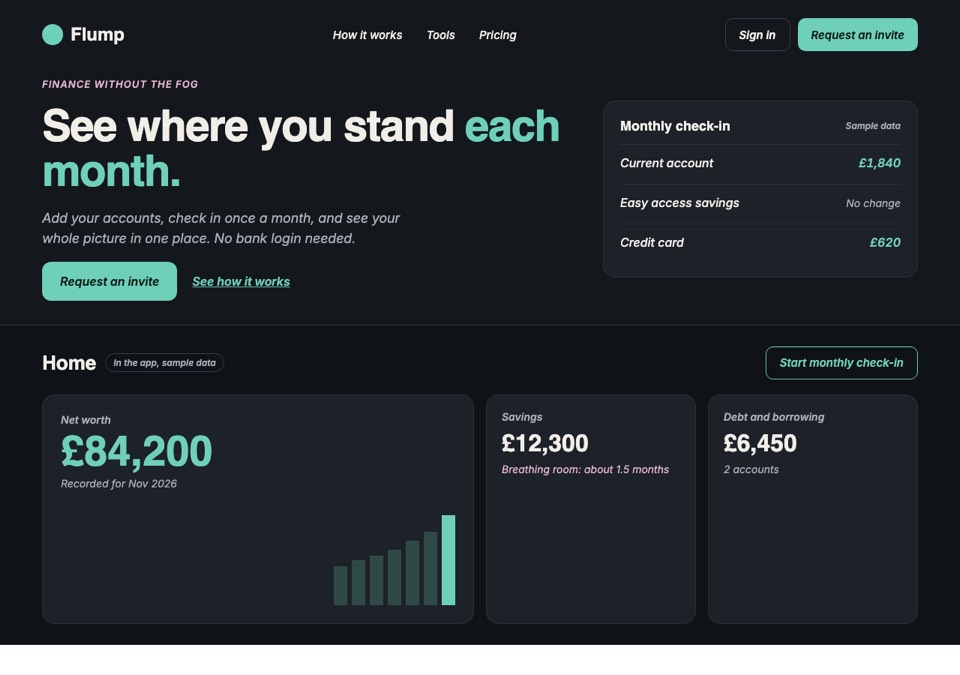 Flump
How it works
Tools
Pricing
Sign in
Request an invite
FINANCE WITHOUT THE FOG
See where you stand each
month.
Add your accounts, check in once a month, and see your
whole picture in one place. No bank login needed.
Request an invite
See how it works
Monthly check-in
Sample data
Current account
£1,840
Easy access savings
No change
Credit card
£620
Home
In the app, sample data
Start monthly check-in
Net worth
£84,200
Recorded for Nov 2026
Savings
£12,300
Breathing room: about 1.5 months
Debt and borrowing
£6,450
2 accounts